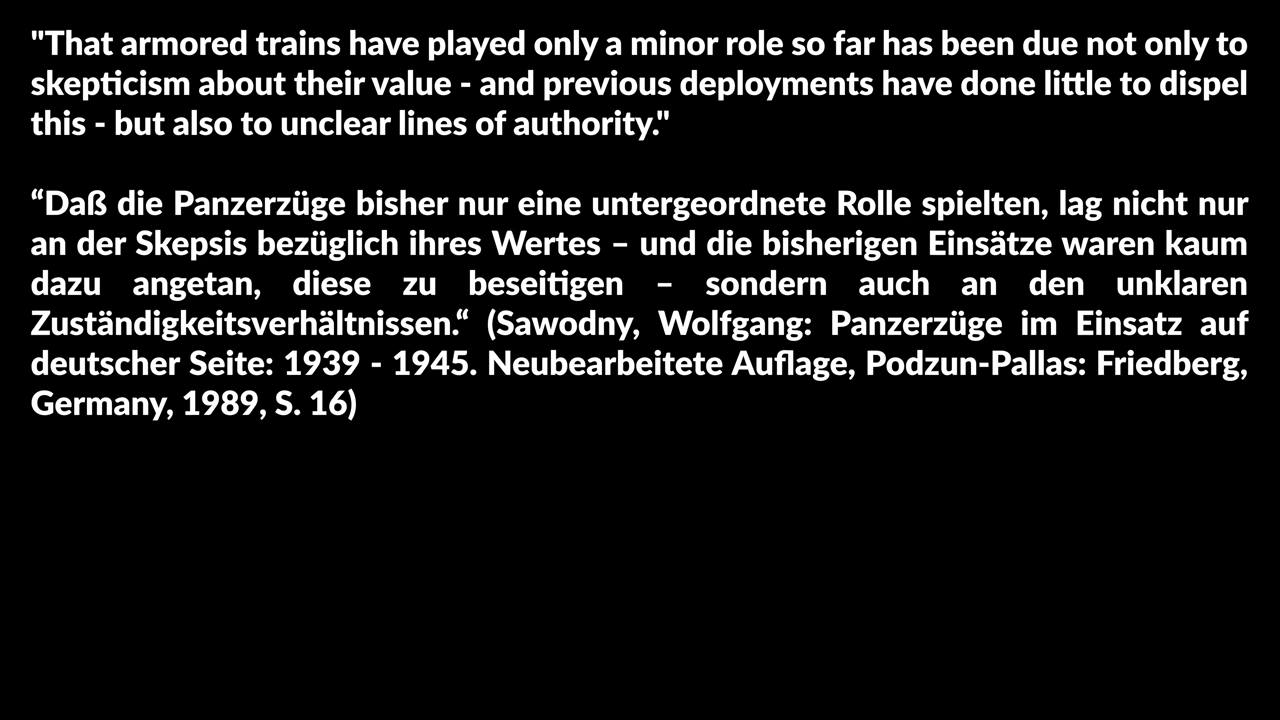 "That armored trains have played only a minor role so far has been due not only to
skepticism about their value - and previous deployments have done little to dispel
this - but also to unclear lines of authority."
“Daß die Panzerzüge bisher nur eine untergeordnete Rolle spielten, lag nicht nur
an der Skepsis bezüglich ihres Wertes – und die bisherigen Einsätze waren kaum
dazu angetan, diese zu beseitigen – sondern auch an den unklaren
Zuständigkeitsverhältnissen.“ (Sawodny, Wolfgang: Panzerzüge im Einsatz auf
deutscher Seite: 1939 - 1945. Neubearbeitete Auflage, Podzun-Pallas: Friedberg,
Germany, 1989, S. 16)